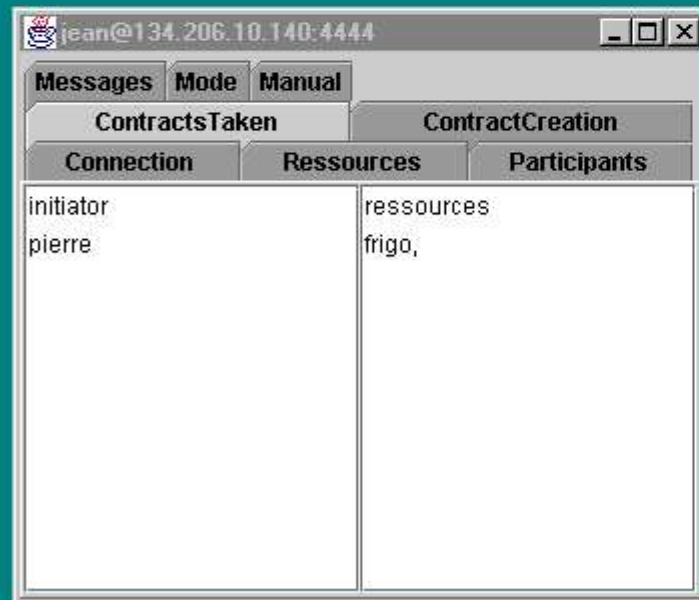 jean@134.206.10.140:4444
Messages Mode Manual
ContractsTaken ContractCreation
Connection Ressources Participants
initiator ressources
pierre frigo,